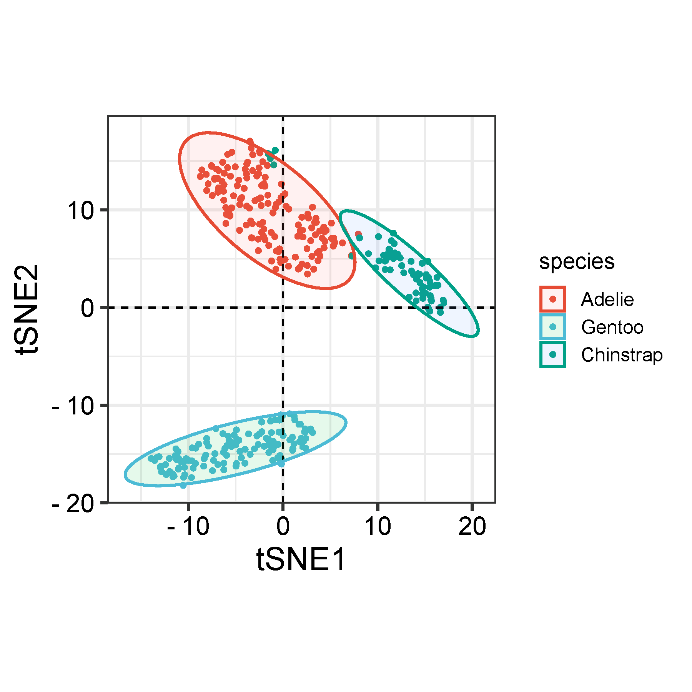 10
0
- 10
- 20
tSNE2
- 10 0 10 20
tSNE1
species
Adelie
Gentoo
Chinstrap